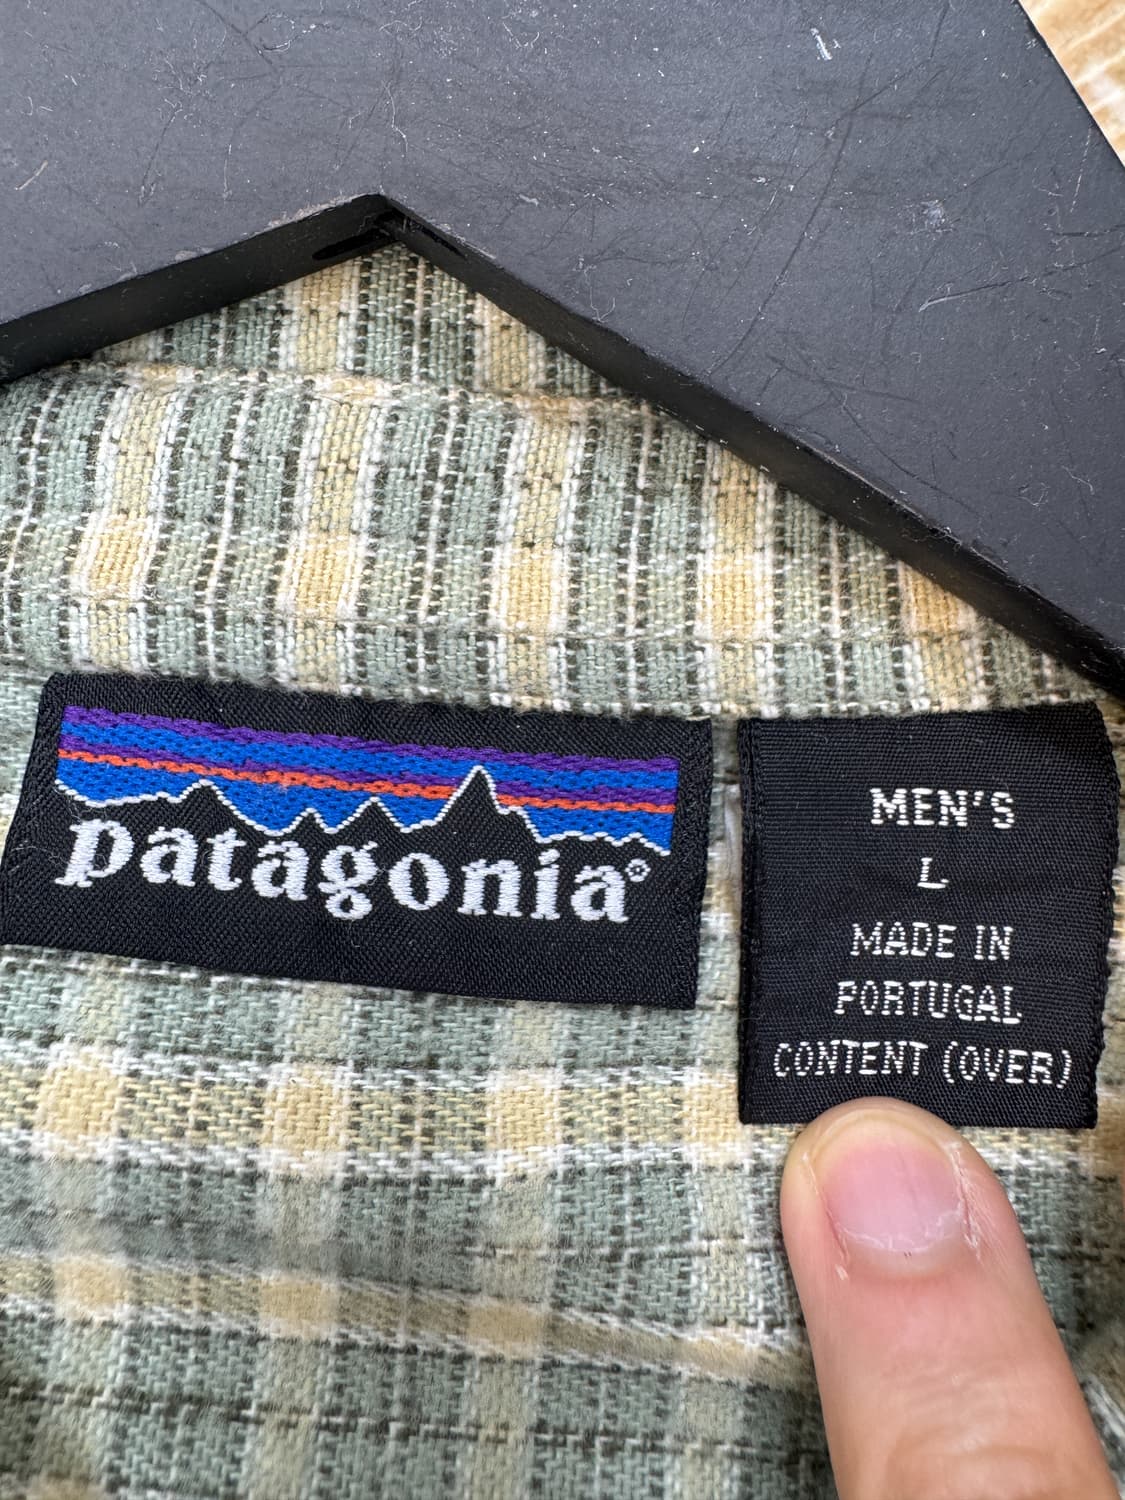 patagonia®
MEN'S
L
MADE IN
PORTUGAL
CONTENT (OVER)